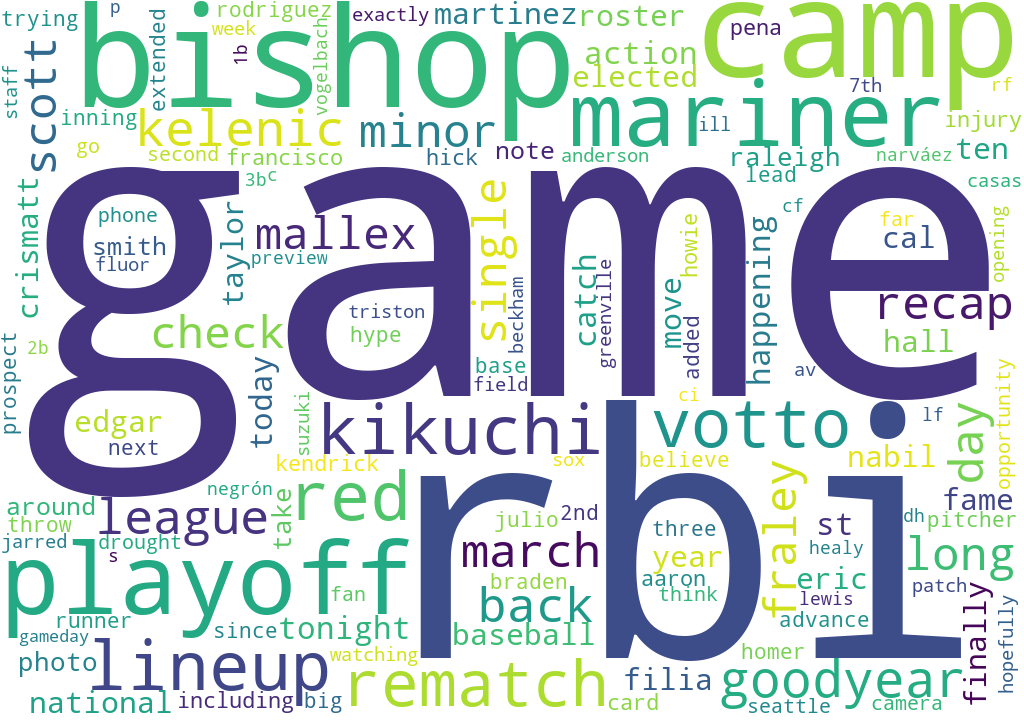 trying
p
bishop
rodriguez
week
exactly
martinez
roster
camp
pena
staff
scott
extended
1b
vogelbach
action
elected
7th
rf
inning
kelenic
minor
mariner
ill
injury
go
second
francisco
hick
note
anderson
raleigh
narváez
ten
3b
c
lead
casas
game
crismatt
phone
smith
fluor
taylor
mallex
preview
single
catch
howie
move
happening
cf
far
cal
opening
triston
hype
beckham
greenville
added
recap
prospect
2b
check
base
field
av
hall
edgar
next
today
suzuki
kikuchi
ci
votto
lf
day
opportunity
kendrick
sox
believe
nabil
negrón
take
red
rbi
fraley
fame
around
throw
league
julio
2nd
three
st
dh
pitcher
jarred
drought
s
march
year
healy
long
playoff
fan
braden
aaron
think
eric
lewis
patch
runner
since
tonight
back
baseball
advance
finally
hopefully
gameday
photo
lineup
watching
rematch
filia
homer
goodyear
national
including
big
card
seattle
camera